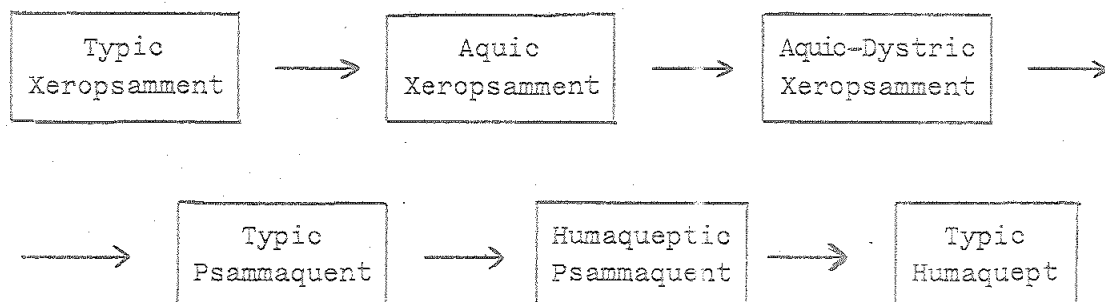 Typic
Xeropsamment
Aquic
Xeropsamment
Aquic-Dystric
Xeropsamment
Typic
Psammaquent
Humaqueptic
Psammaquent
Typic
Humaquept